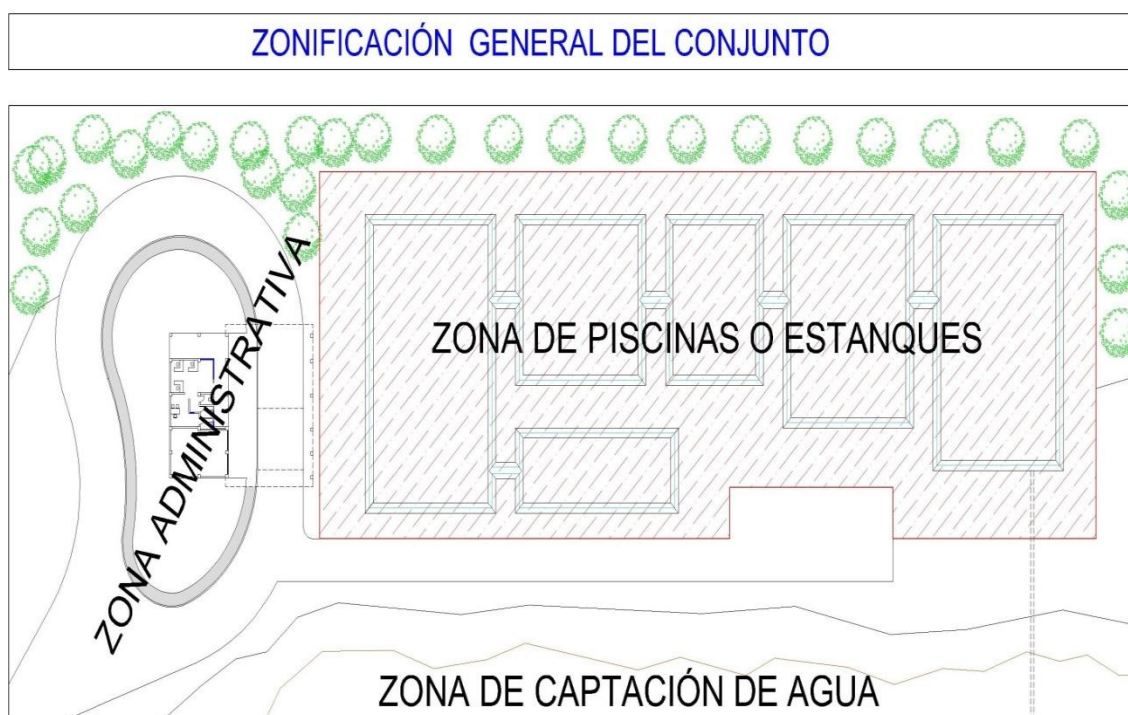 ZONIFICACIÓN GENERAL DEL CONJUNTO
ZONA ADMINISTRATIVA
ZONA DE PISCINAS O ESTANQUES
ZONA DE CAPTACIÓN DE AGUA